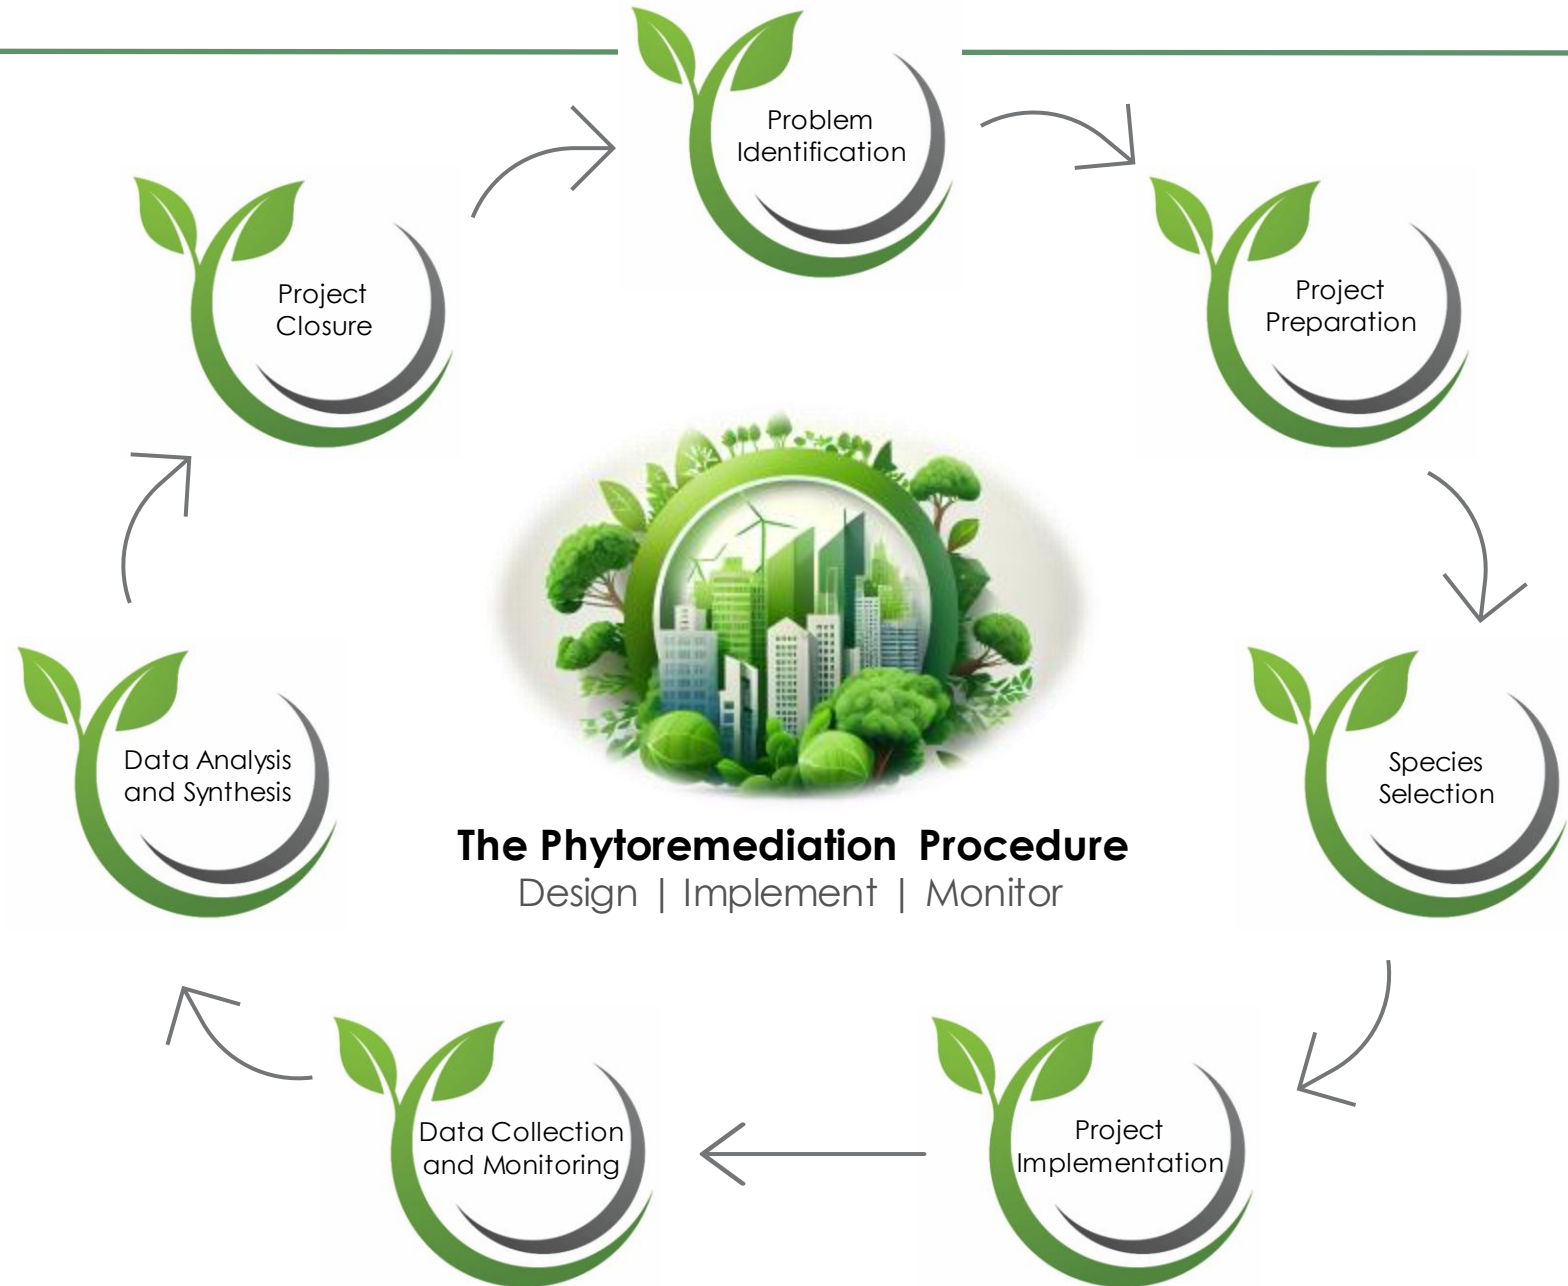 Problem
Identification
Project
Preparation
Species
Selection
Project
Implementation
Data Collection
and Monitoring
Data Analysis
and Synthesis
Project
Closure
The Phytoremediation Procedure
Design | Implement | Monitor